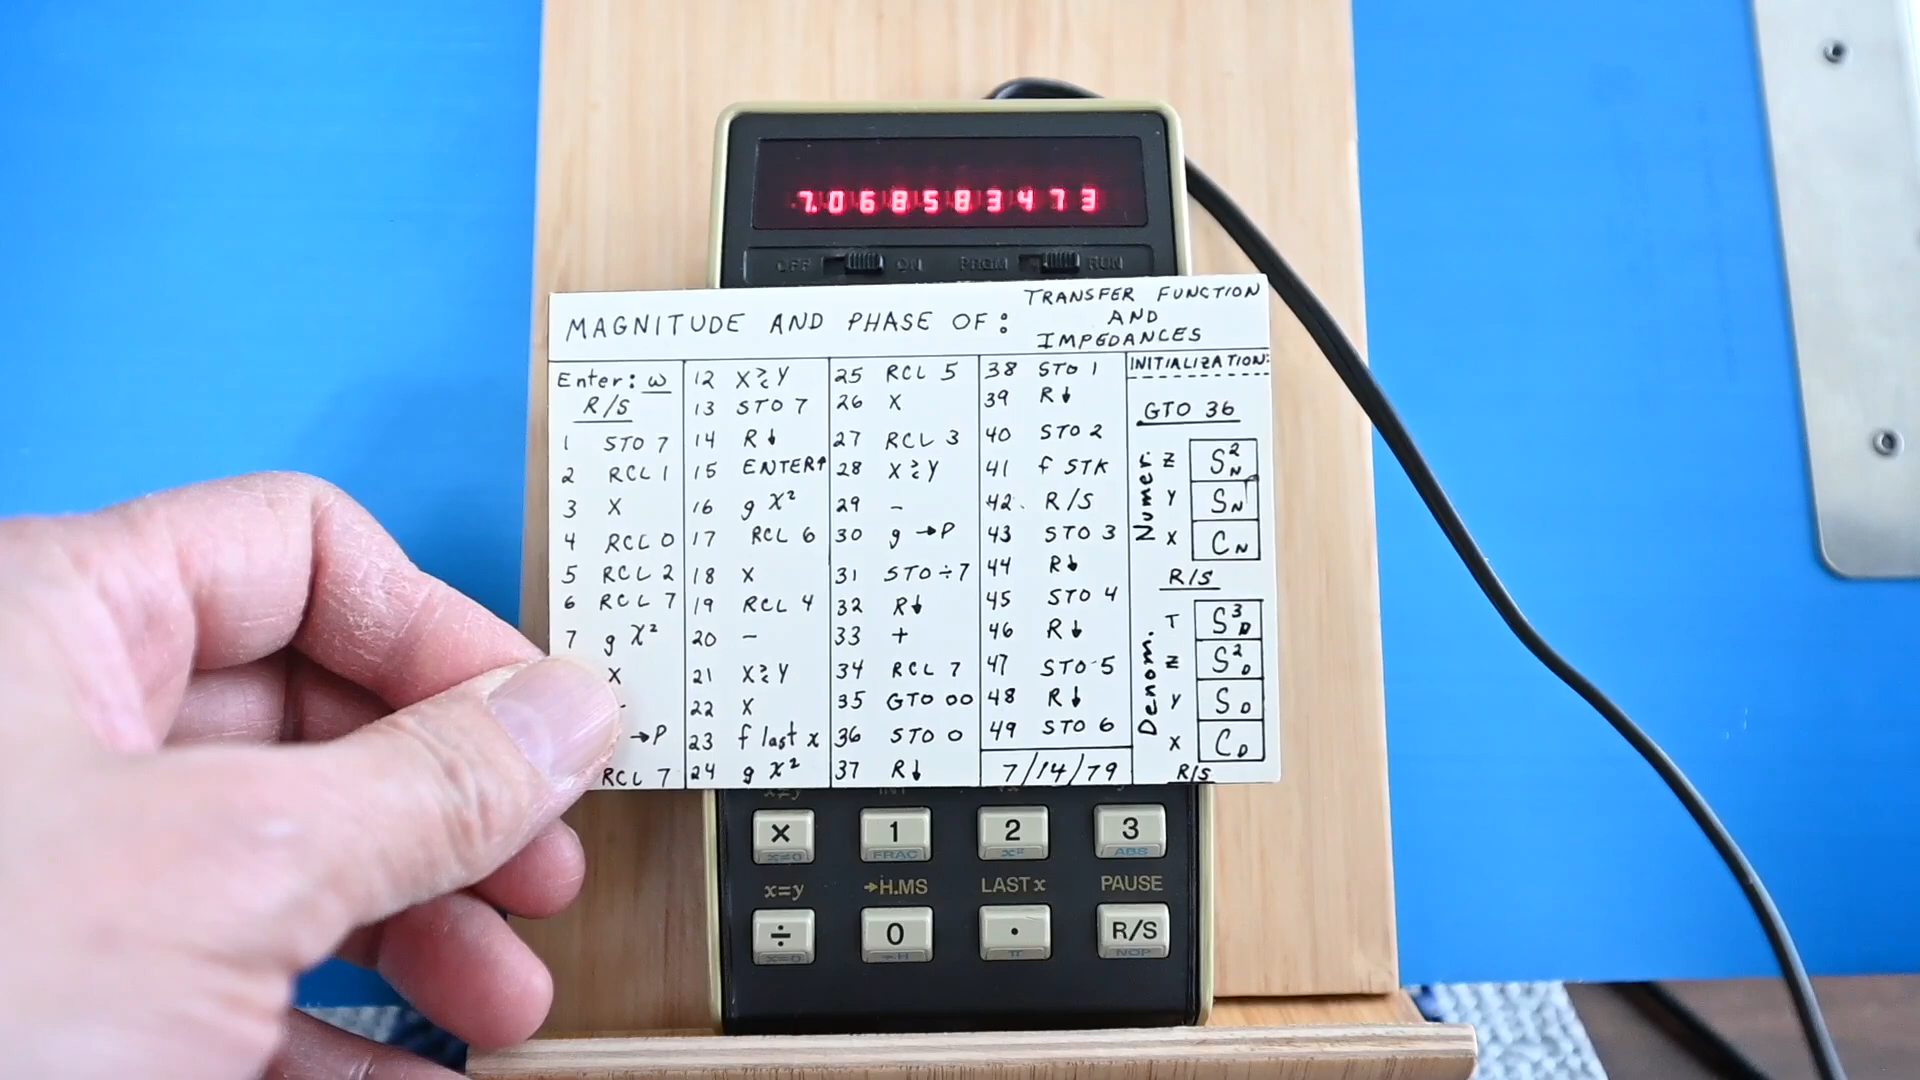 7.068583473
OFF ON PRGM RUN
MAGNITUDE AND PHASE OF:
TRANSFER FUNCTION
AND
IMPEDANCES
Enter: ω
R/S
1 STO 7
2 RCL 1
3 X
4 RCL 0
5 RCL 2
6 RCL 7
7 g X²
X
-
→P
RCL 7
12 X≷Y
13 STO 7
14 R↓
15 ENTER↑
16 g X²
17 RCL 6
18 X
19 RCL 4
20 -
21 X≷Y
22 X
23 f last x
24 g X²
25 RCL 5
26 X
27 RCL 3
28 X≷Y
29 -
30 g →P
31 STO÷7
32 R↓
33 +
34 RCL 7
35 GTO 00
36 STO 0
37 R↓
38 STO 1
39 R↓
40 STO 2
41 f STK
42. R/S
43 STO 3
44 R↓
45 STO 4
46 R↓
47 STO 5
48 R↓
49 STO 6
7/14/79
INITIALIZATION:
GTO 36
Numer.
Z S²N
Y SN
X CN
R/S
Denom.
T S³D
Z S²D
Y SD
X CD
R/S
x≠y
× 1 2 3
FRAC x² ABS
x=y →H.MS LAST x PAUSE
÷ 0 · R/S
x=0 →H π NOP